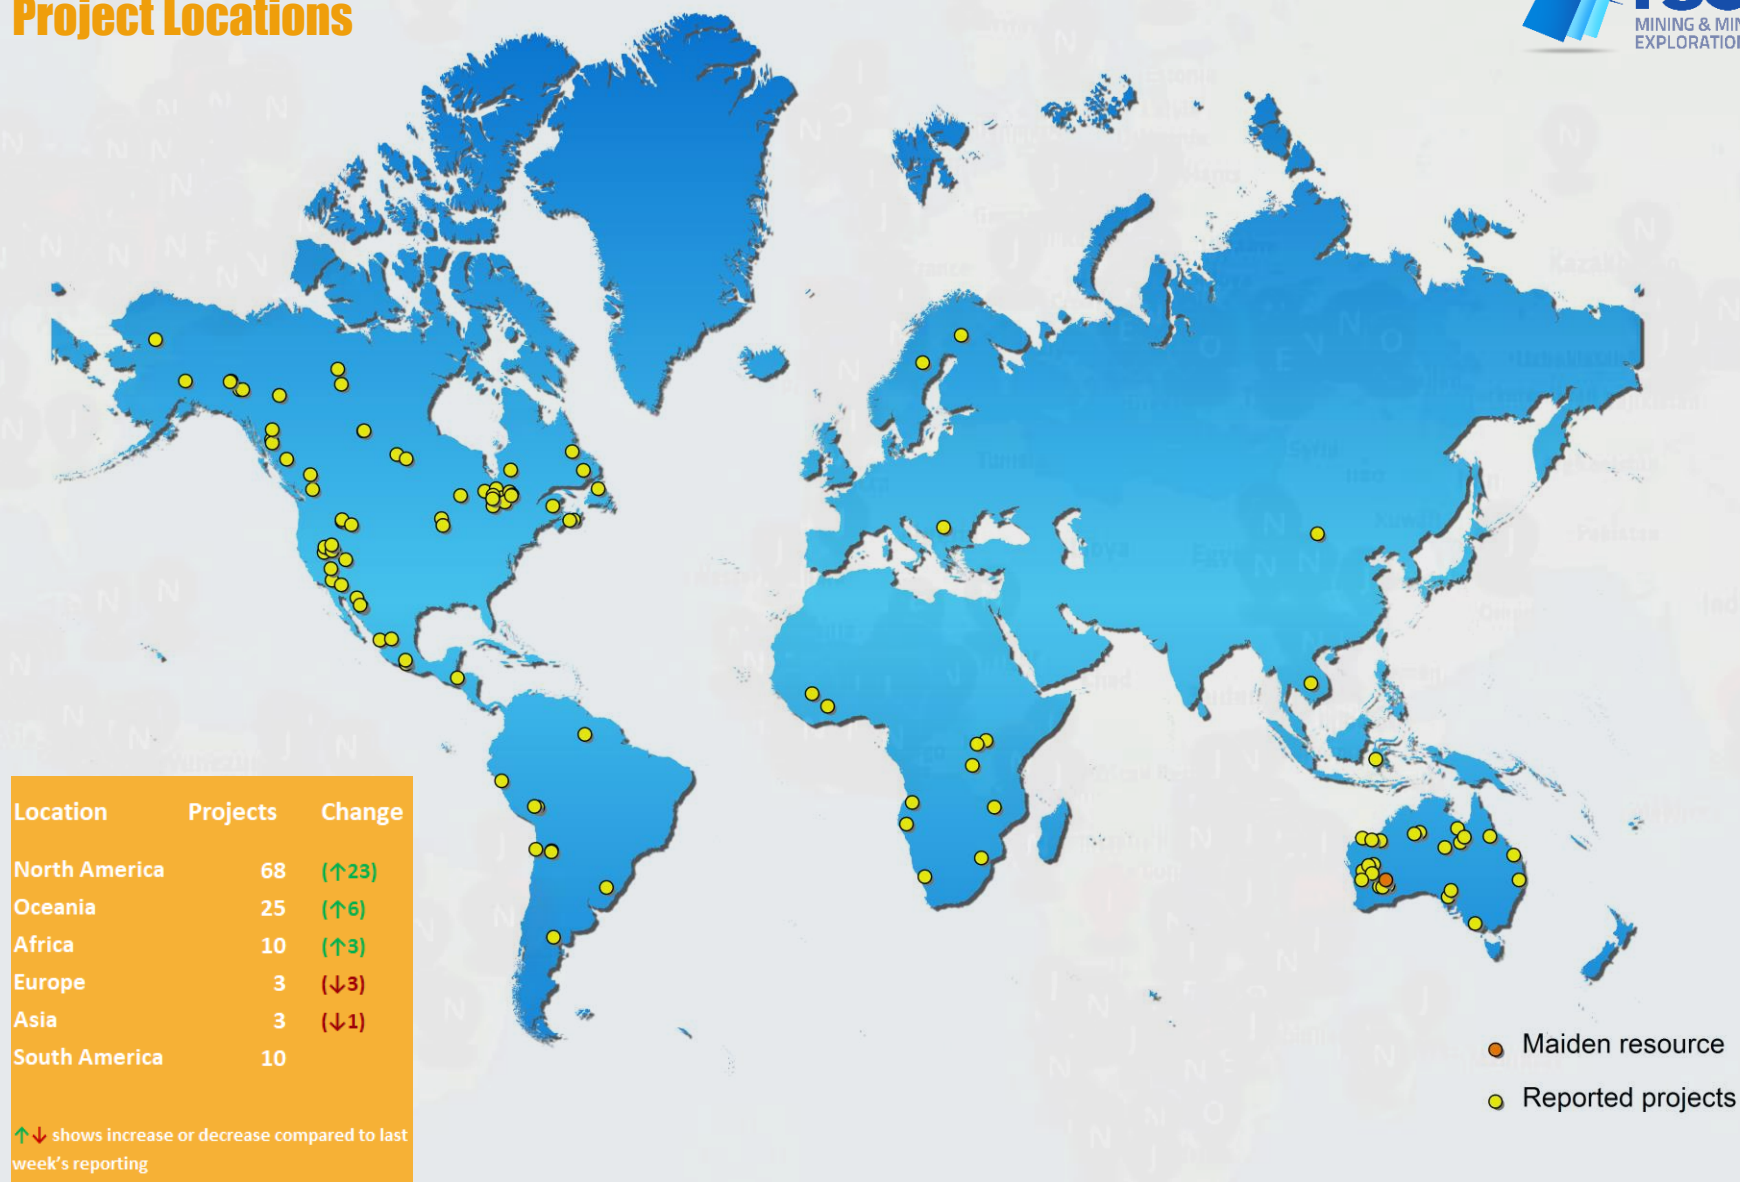 Project Locations
MINING & MIN
EXPLORATION
Location Projects Change
North America 68 (↑23)
Oceania 25 (↑6)
Africa 10 (↑3)
Europe 3 (↓3)
Asia 3 (↓1)
South America 10
↑↓ shows increase or decrease compared to last
week's reporting
Maiden resource
Reported projects